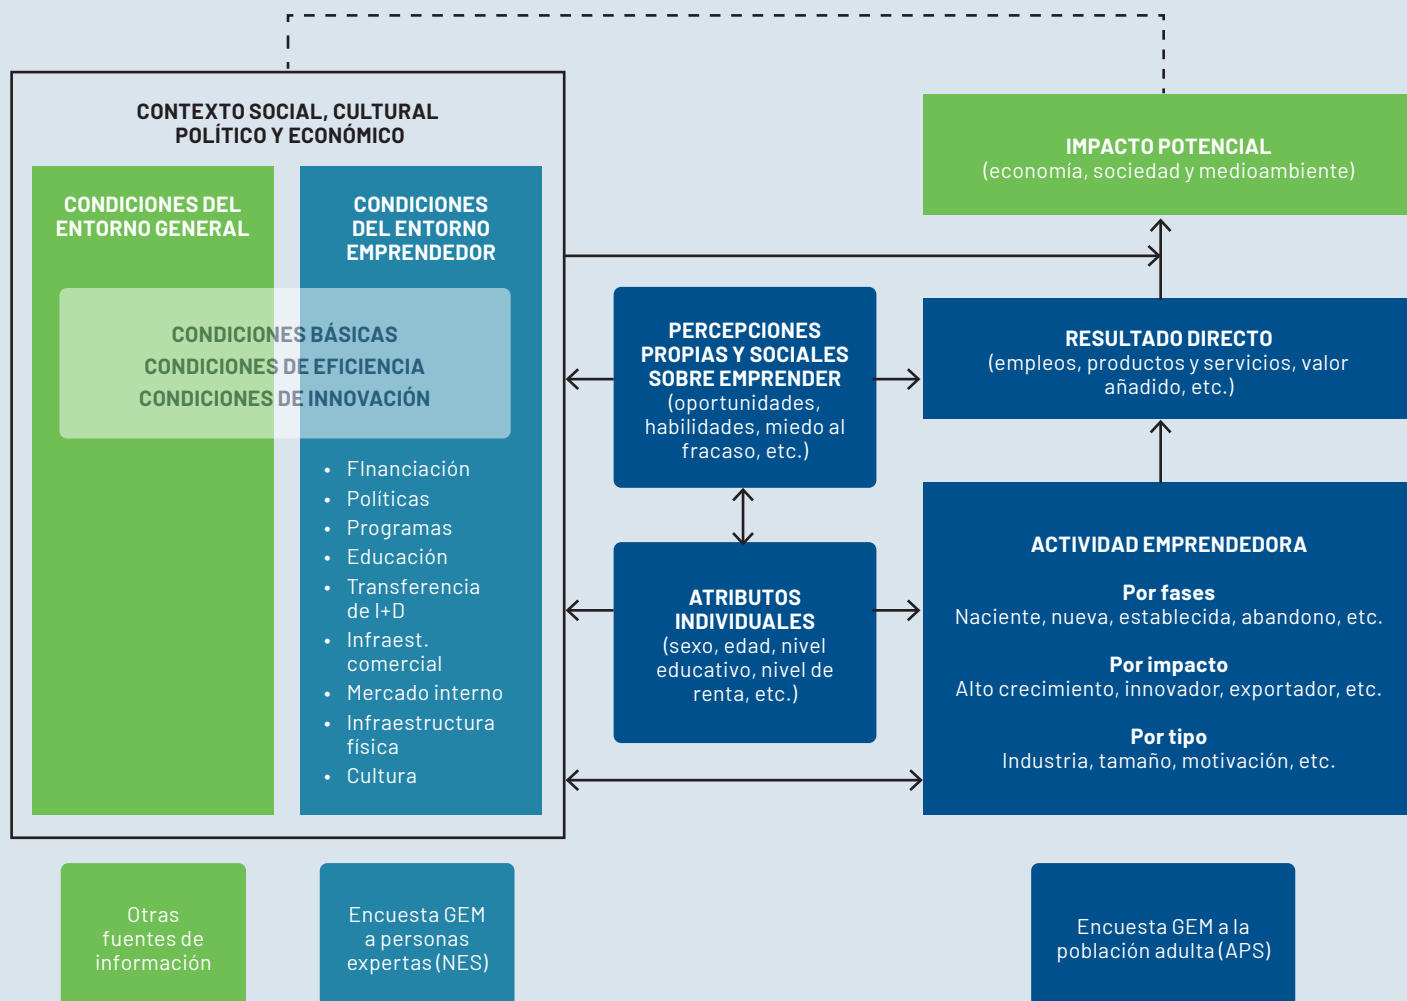 CONTEXTO SOCIAL, CULTURAL
POLÍTICO Y ECONÓMICO
CONDICIONES DEL
ENTORNO GENERAL
CONDICIONES
DEL ENTORNO
EMPRENDEDOR
CONDICIONES BÁSICAS
CONDICIONES DE EFICIENCIA
CONDICIONES DE INNOVACIÓN
• FInanciación
• Políticas
• Programas
• Educación
• Transferencia
de I+D
• Infraest.
comercial
• Mercado interno
• Infraestructura
física
• Cultura
PERCEPCIONES
PROPIAS Y SOCIALES
SOBRE EMPRENDER
(oportunidades,
habilidades, miedo al
fracaso, etc.)
ATRIBUTOS
INDIVIDUALES
(sexo, edad, nivel
educativo, nivel de
renta, etc.)
IMPACTO POTENCIAL
(economía, sociedad y medioambiente)
RESULTADO DIRECTO
(empleos, productos y servicios, valor
añadido, etc.)
ACTIVIDAD EMPRENDEDORA
Por fases
Naciente, nueva, establecida, abandono, etc.
Por impacto
Alto crecimiento, innovador, exportador, etc.
Por tipo
Industria, tamaño, motivación, etc.
Otras
fuentes de
información
Encuesta GEM
a personas
expertas (NES)
Encuesta GEM a la
población adulta (APS)